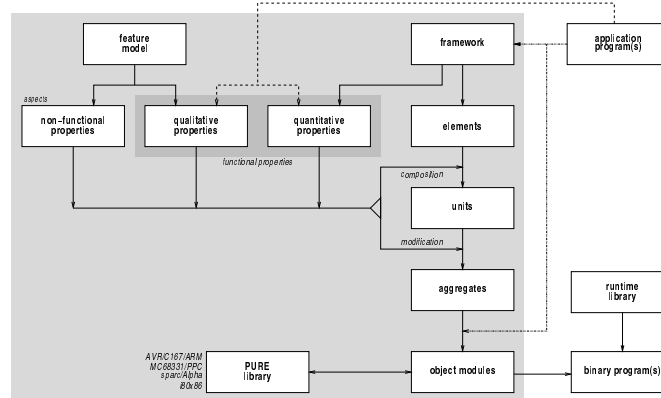 feature
model
framework
application
program(s)
aspects
non-functional
properties
qualitative
properties
quantitative
properties
elements
functional properties
composition
units
modification
aggregates
runtime
library
AVR/C167/ARM
MC68331/PPC
sparc/Alpha
i80x86
PURE
library
object modules
binary program(s)